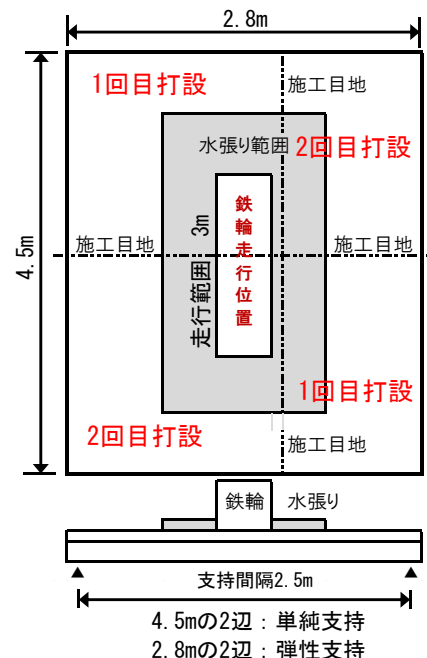 2.8m
1回目打設
施工目地
水張り範囲
2回目打設
鉄輪走行位置
走行範囲 3m
4.5m
施工目地
施工目地
1回目打設
2回目打設
施工目地
鉄輪
水張り
支持間隔2.5m
4.5mの2辺：単純支持
2.8mの2辺：弾性支持